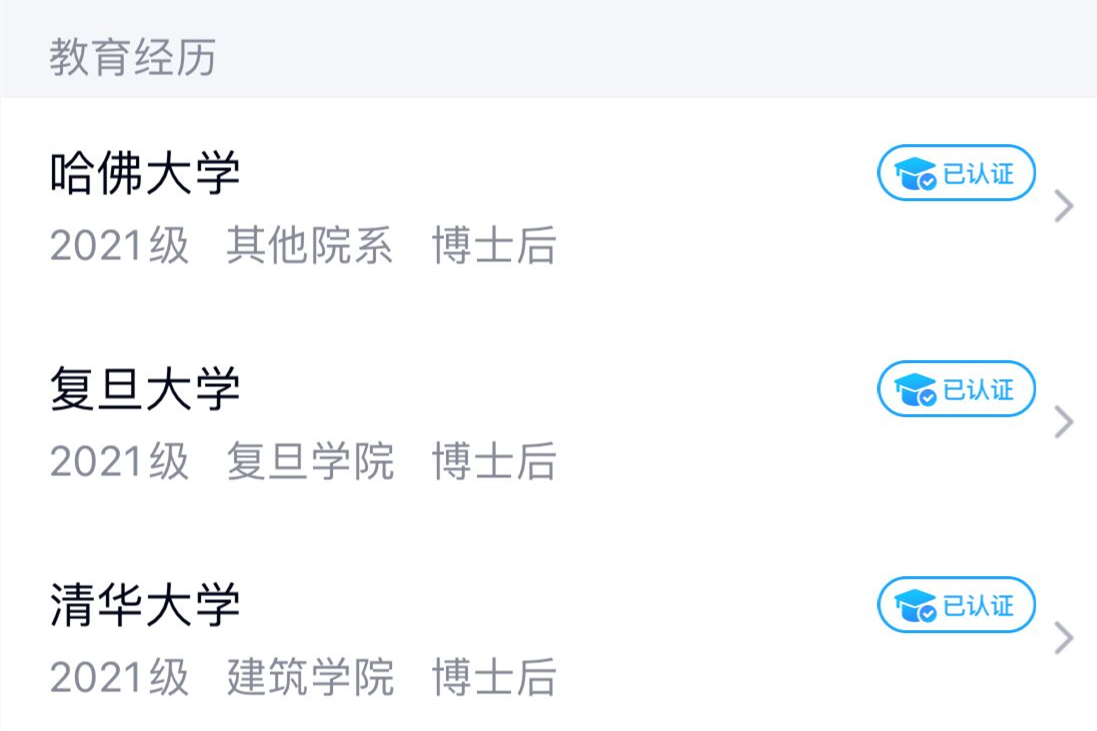 教育经历
哈佛大学 已认证
2021级 其他院系 博士后
复旦大学 已认证
2021级 复旦学院 博士后
清华大学 已认证
2021级 建筑学院 博士后